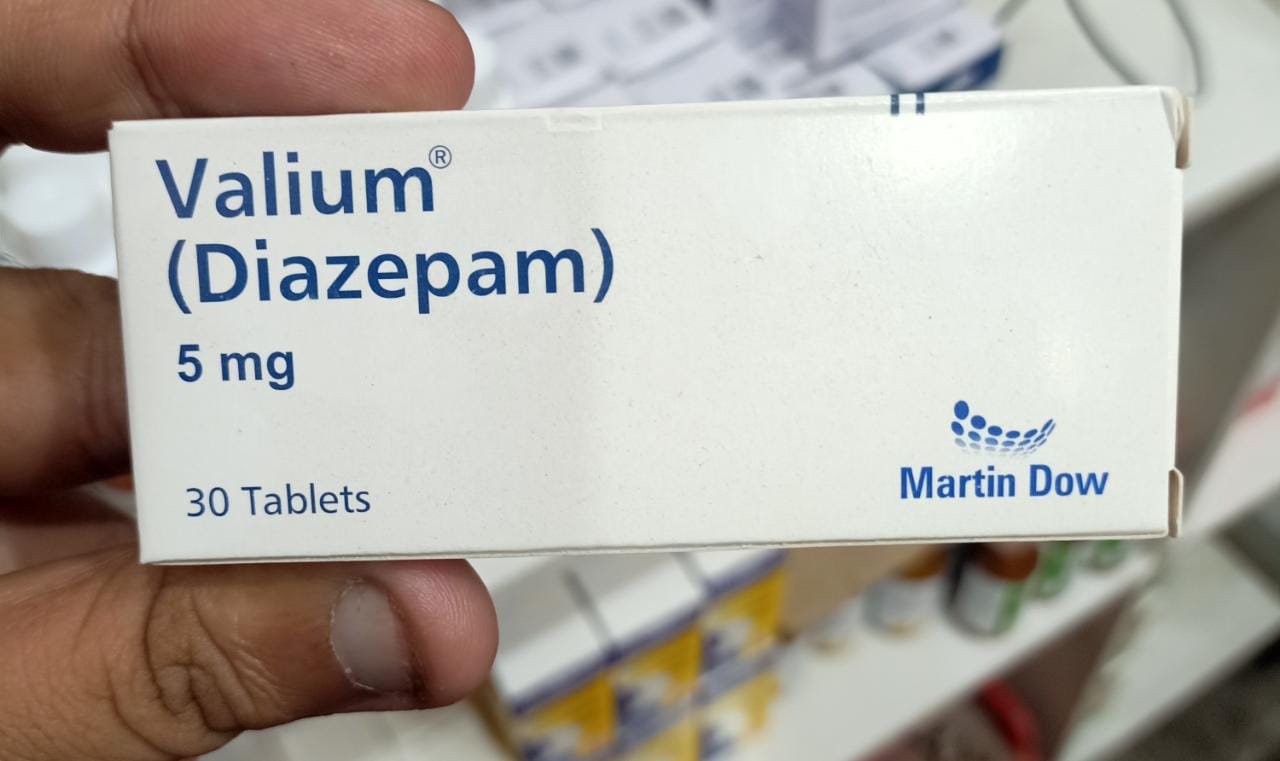 Valium®
(Diazepam)
5 mg
30 Tablets
Martin Dow